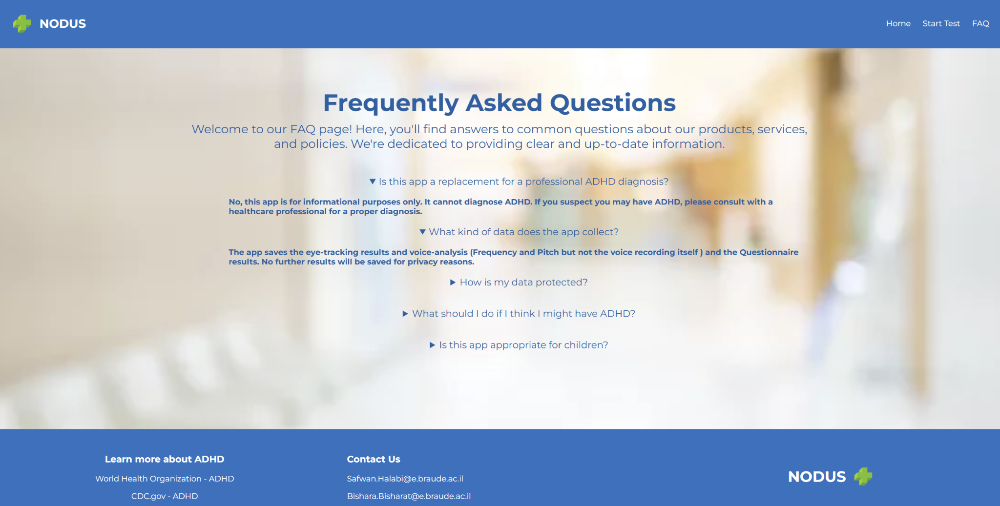 NODUS
Home
Start Test
FAQ
Frequently Asked Questions
Welcome to our FAQ page! Here, you'll find answers to common questions about our products, services,
and policies. We're dedicated to providing clear and up-to-date information.
Is this app a replacement for a professional ADHD diagnosis?
No, this app is for informational purposes only. It cannot diagnose ADHD. If you suspect you may have ADHD, please consult with a
healthcare professional for a proper diagnosis.
What kind of data does the app collect?
The app saves the eye-tracking results and voice-analysis (Frequency and Pitch but not the voice recording itself ) and the Questionnaire
results. No further results will be saved for privacy reasons.
How is my data protected?
What should I do if I think I might have ADHD?
Is this app appropriate for children?
Learn more about ADHD
World Health Organization - ADHD
CDC.gov - ADHD
Contact Us
Safwan.Halabi@e.braude.ac.il
Bishara.Bisharat@e.braude.ac.il
NODUS